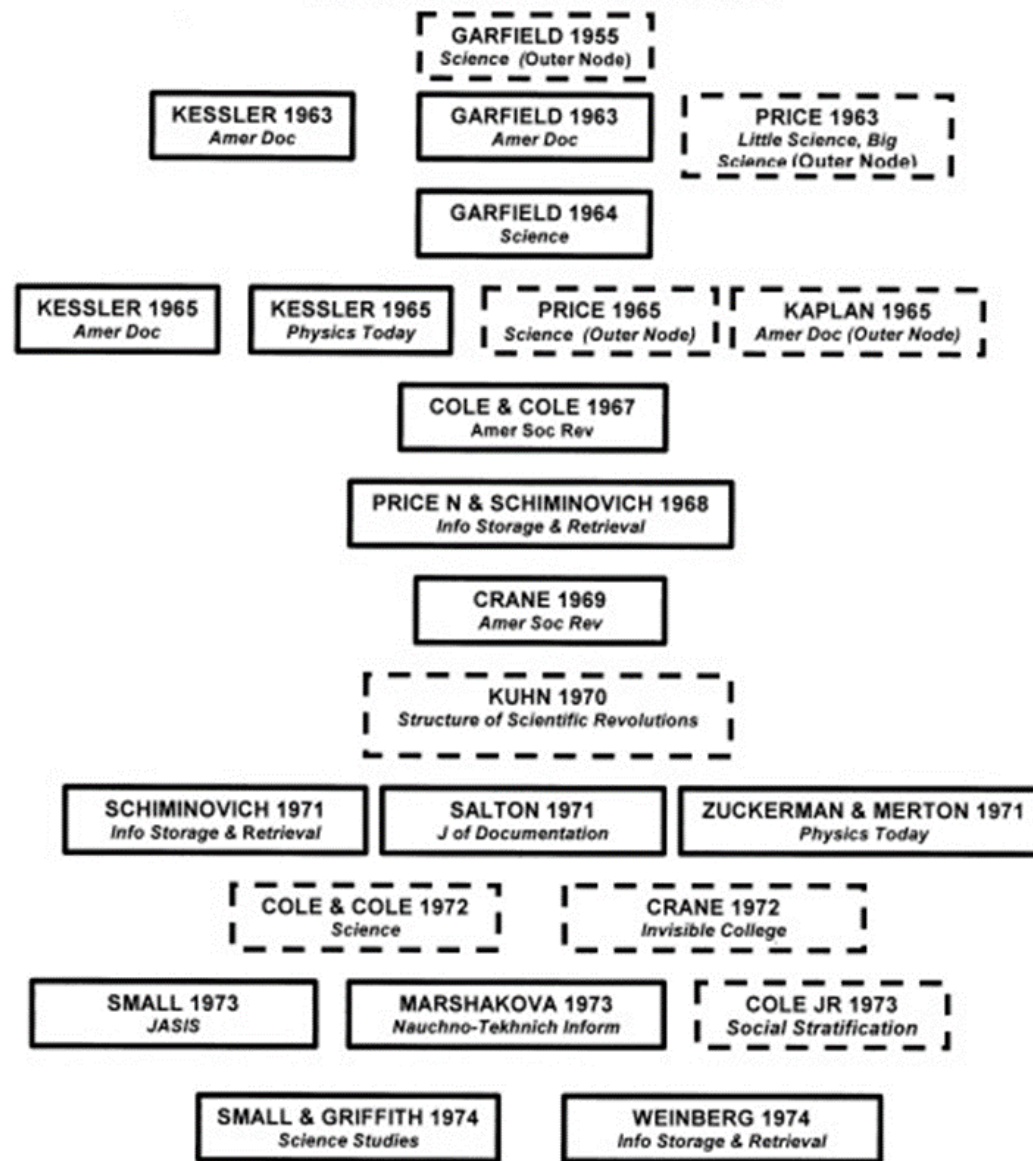 GARFIELD 1955
Science (Outer Node)
KESSLER 1963
Amer Doc
GARFIELD 1963
Amer Doc
PRICE 1963
Little Science, Big
Science (Outer Node)
GARFIELD 1964
Science
KESSLER 1965
Amer Doc
KESSLER 1965
Physics Today
PRICE 1965
Science (Outer Node)
KAPLAN 1965
Amer Doc (Outer Node)
COLE & COLE 1967
Amer Soc Rev
PRICE N & SCHIMINOVICH 1968
Info Storage & Retrieval
CRANE 1969
Amer Soc Rev
KUHN 1970
Structure of Scientific Revolutions
SCHIMINOVICH 1971
Info Storage & Retrieval
SALTON 1971
J of Documentation
ZUCKERMAN & MERTON 1971
Physics Today
COLE & COLE 1972
Science
CRANE 1972
Invisible College
SMALL 1973
JASIS
MARSHAKOVA 1973
Nauchno-Tekhnich Inform
COLE JR 1973
Social Stratification
SMALL & GRIFFITH 1974
Science Studies
WEINBERG 1974
Info Storage & Retrieval